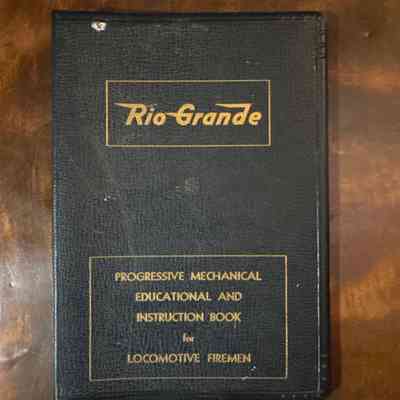 Rio Grande
PROGRESSIVE MECHANICAL
EDUCATIONAL AND
INSTRUCTION BOOK
for
LOCOMOTIVE FIREMEN